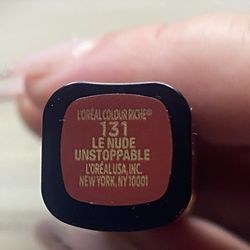 L'ORÉAL COLOUR RICHE®
131
LE NUDE
UNSTOPPABLE
L'ORÉAL USA, INC.
NEW YORK, NY 10001